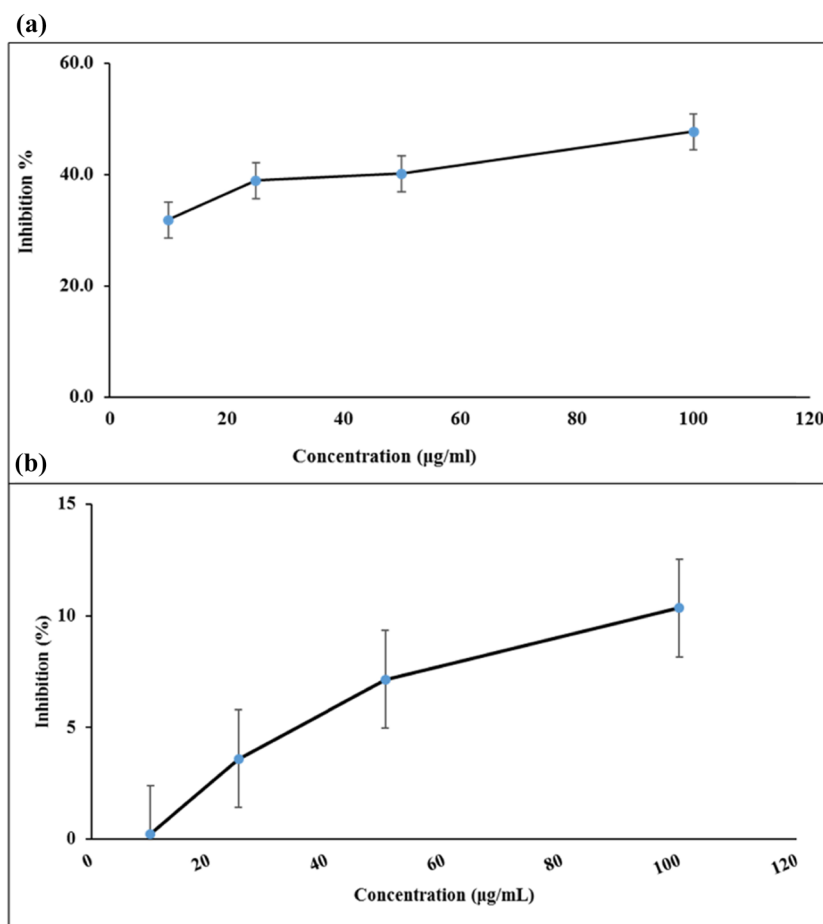 (a)
60.0
40.0
20.0
0.0
Inhibition %
0 20 40 60 80 100 120
Concentration (µg/ml)
(b)
15
10
5
0
Inhibition (%)
0 20 40 60 80 100 120
Concentration (µg/mL)